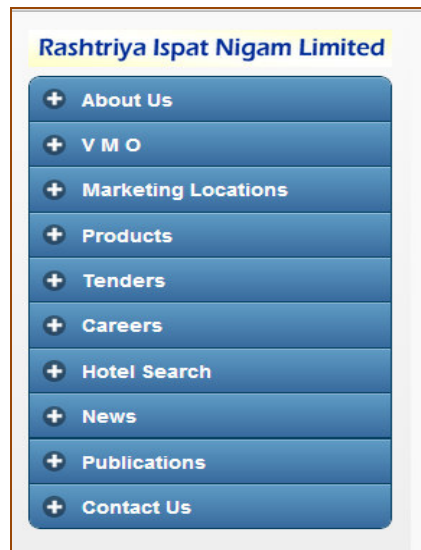 Rashtriya Ispat Nigam Limited
About Us
V M O
Marketing Locations
Products
Tenders
Careers
Hotel Search
News
Publications
Contact Us